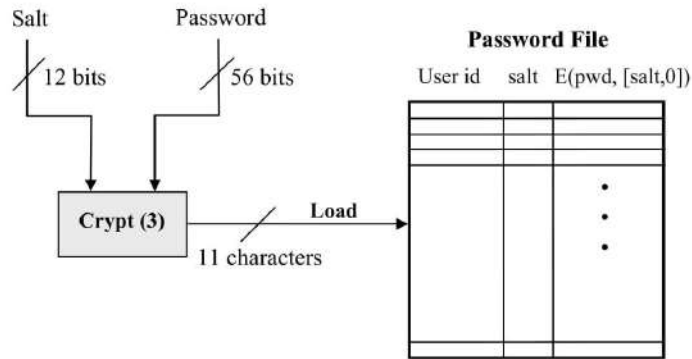 Salt
Password
12 bits
56 bits
Crypt (3)
Load
11 characters
Password File
User id salt E(pwd, [salt,0])